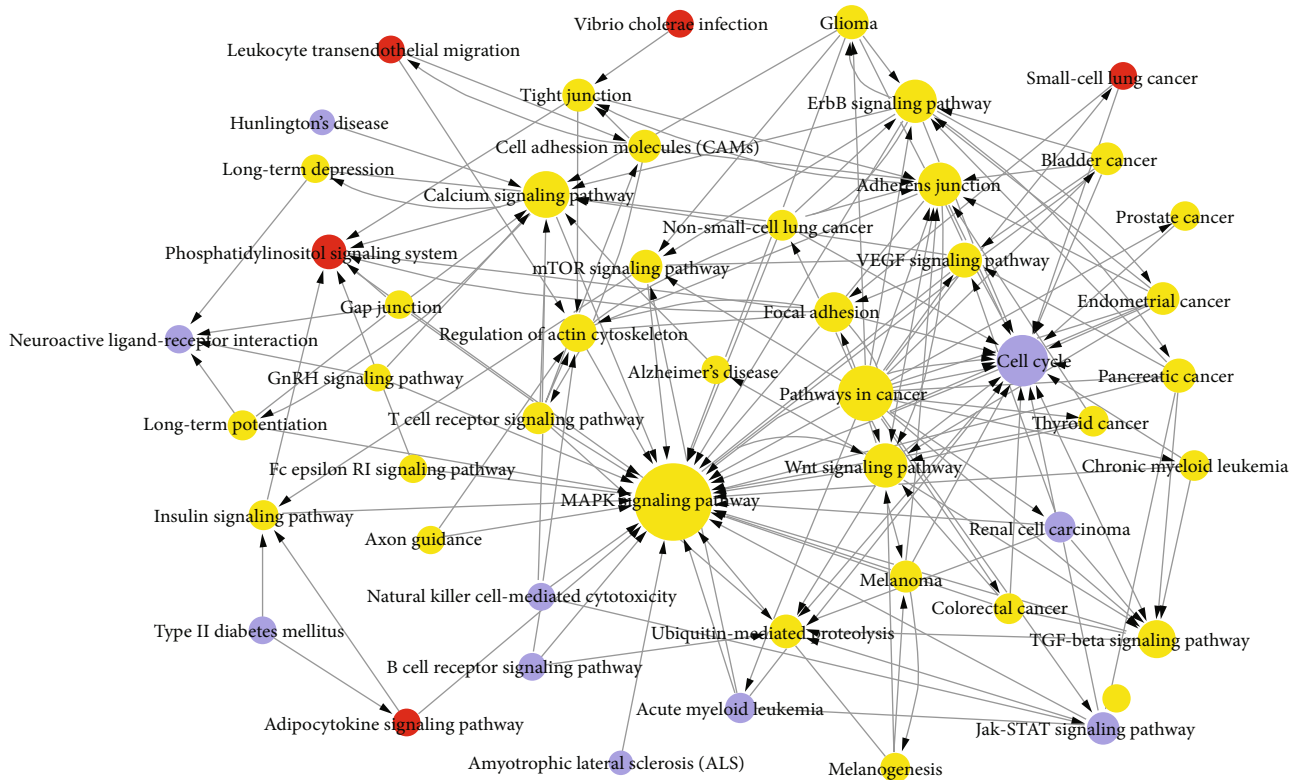 Vibrio cholerae infection
Glioma
Leukocyte transendothelial migration
Small-cell lung cancer
Tight junction
ErbB signaling pathway
Hunlington's disease
Cell adhession molecules (CAMs)
Bladder cancer
Long-term depression
Calcium signaling pathway
Adherens junction
Prostate cancer
Non-small-cell lung cancer
Phosphatidylinositol signaling system
mTOR signaling pathway
VEGF signaling pathway
Gap junction
Endometrial cancer
Focal adhesion
Neuroactive ligand-receptor interaction
Regulation of actin cytoskeleton
Cell cycle
Alzheimer's disease
GnRH signaling pathway
Pancreatic cancer
Pathways in cancer
Long-term potentiation
T cell receptor signaling pathway
Thyroid cancer
Fc epsilon RI signaling pathway
Wnt signaling pathway
Chronic myeloid leukemia
MAPK signaling pathway
Insulin signaling pathway
Renal cell carcinoma
Axon guidance
Melanoma
Natural killer cell-mediated cytotoxicity
Colorectal cancer
Type II diabetes mellitus
Ubiquitin-mediated proteolysis
TGF-beta signaling pathway
B cell receptor signaling pathway
Acute myeloid leukemia
Adipocytokine signaling pathway
Jak-STAT signaling pathway
Amyotrophic lateral sclerosis (ALS)
Melanogenesis